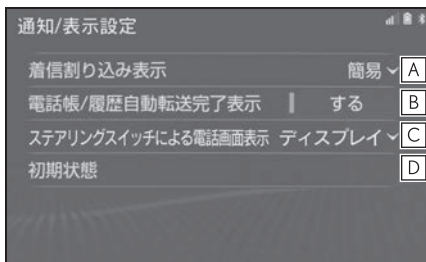 通知/表示設定
着信割り込み表示 簡易 A
電話帳/履歴自動転送完了表示 する B
ステアリングスイッチによる電話画面表示 ディスプレイ C
初期状態 D